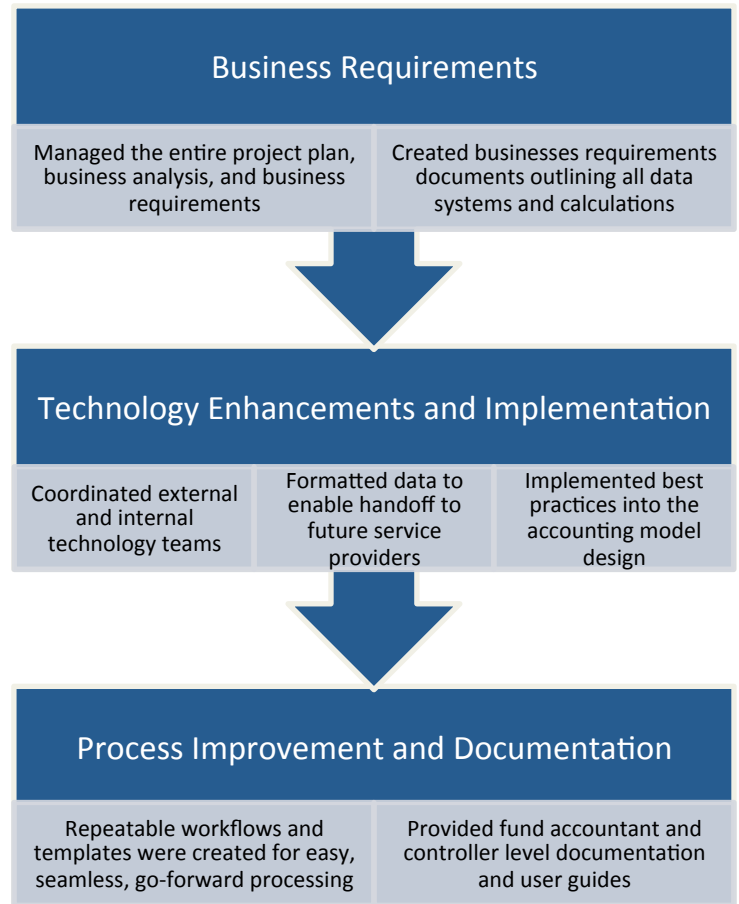 Business Requirements
Managed the entire project plan,
business analysis, and business
requirements
Created businesses requirements
documents outlining all data
systems and calculations
Technology Enhancements and Implementation
Coordinated external
and internal
technology teams
Formatted data to
enable handoff to
future service
providers
Implemented best
practices into the
accounting model
design
Process Improvement and Documentation
Repeatable workflows and
templates were created for easy,
seamless, go-forward processing
Provided fund accountant and
controller level documentation
and user guides